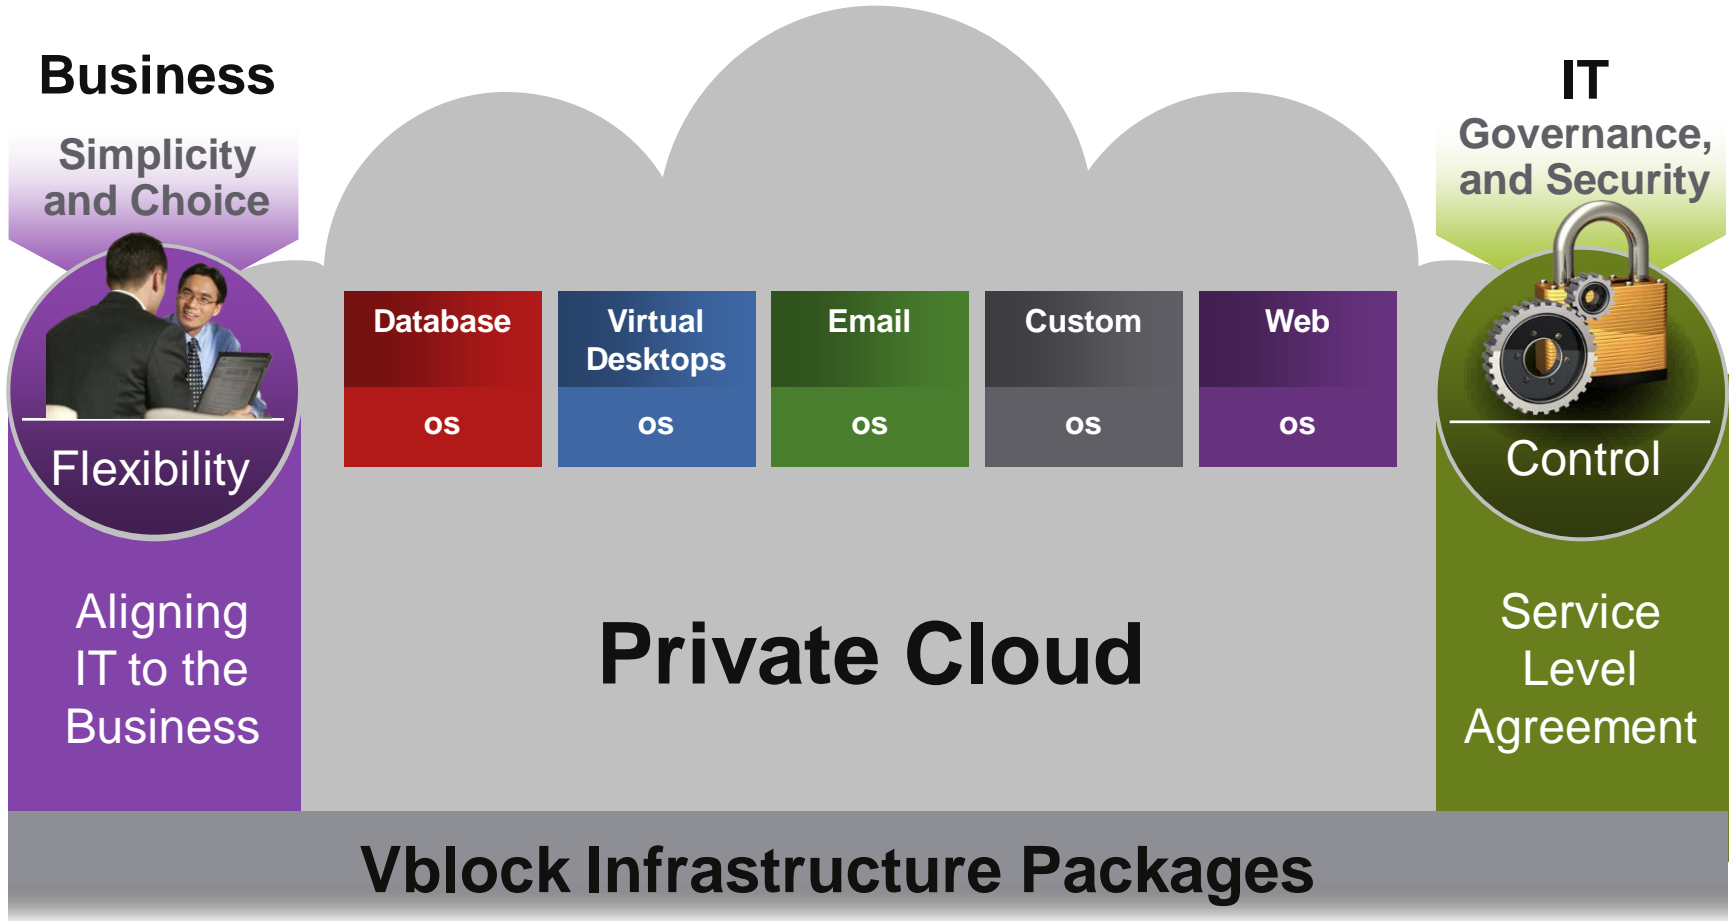 Business
Simplicity
and Choice
Flexibility
Aligning
IT to the
Business
Database
os
Virtual
Desktops
os
Email
os
Custom
os
Web
os
Private Cloud
IT
Governance,
and Security
Control
Service
Level
Agreement
Vblock Infrastructure Packages